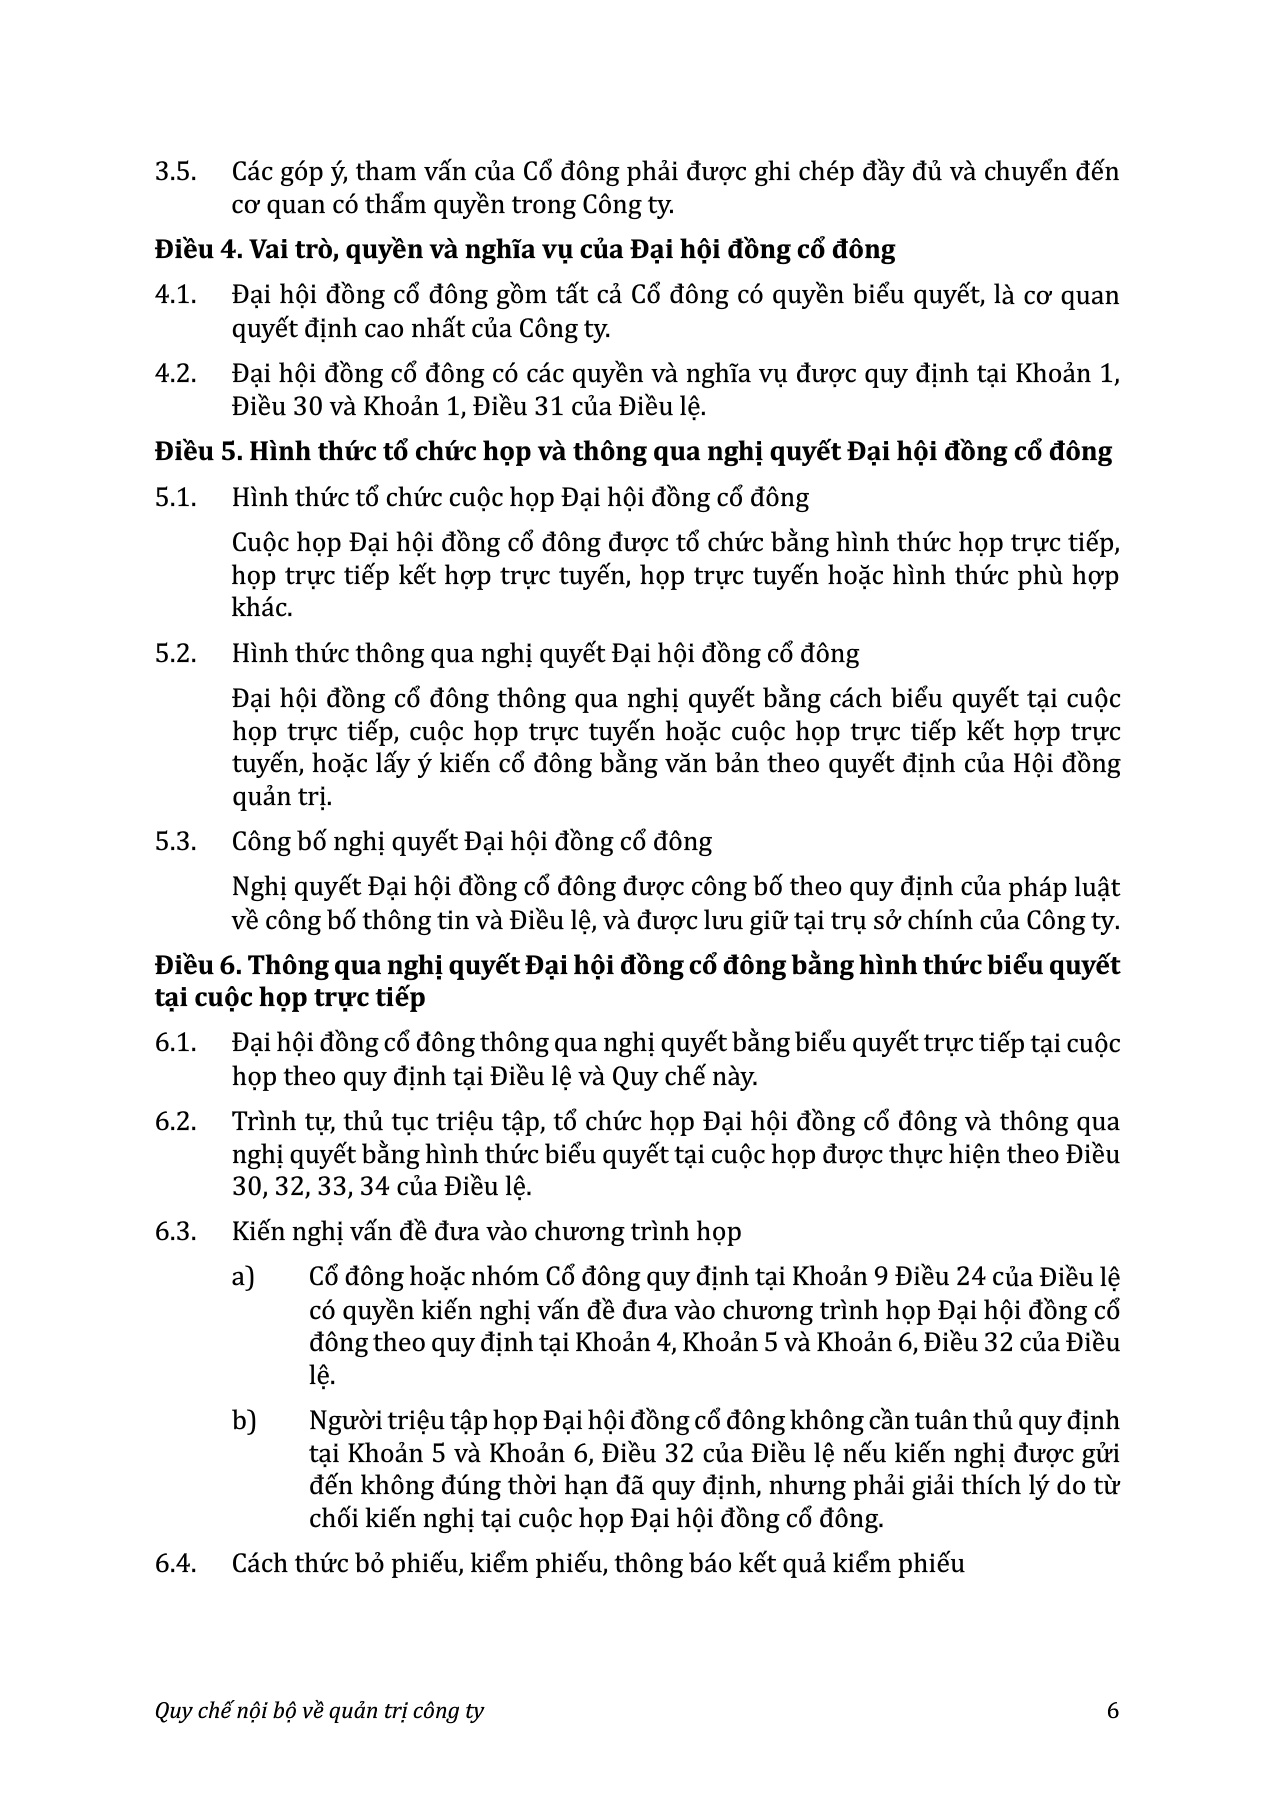 3.5. Các góp ý, tham vấn của Cổ đông phải được ghi chép đầy đủ và chuyển đến
cơ quan có thẩm quyền trong Công ty.
Điều 4. Vai trò, quyền và nghĩa vụ của Đại hội đồng cổ đông
4.1. Đại hội đồng cổ đông gồm tất cả Cổ đông có quyền biểu quyết, là cơ quan
quyết định cao nhất của Công ty.
4.2. Đại hội đồng cổ đông có các quyền và nghĩa vụ được quy định tại Khoản 1,
Điều 30 và Khoản 1, Điều 31 của Điều lệ.
Điều 5. Hình thức tổ chức họp và thông qua nghị quyết Đại hội đồng cổ đông
5.1. Hình thức tổ chức cuộc họp Đại hội đồng cổ đông
Cuộc họp Đại hội đồng cổ đông được tổ chức bằng hình thức họp trực tiếp,
họp trực tiếp kết hợp trực tuyến, họp trực tuyến hoặc hình thức phù hợp
khác.
5.2. Hình thức thông qua nghị quyết Đại hội đồng cổ đông
Đại hội đồng cổ đông thông qua nghị quyết bằng cách biểu quyết tại cuộc
họp trực tiếp, cuộc họp trực tuyến hoặc cuộc họp trực tiếp kết hợp trực
tuyến, hoặc lấy ý kiến cổ đông bằng văn bản theo quyết định của Hội đồng
quản trị.
5.3. Công bố nghị quyết Đại hội đồng cổ đông
Nghị quyết Đại hội đồng cổ đông được công bố theo quy định của pháp luật
về công bố thông tin và Điều lệ, và được lưu giữ tại trụ sở chính của Công ty.
Điều 6. Thông qua nghị quyết Đại hội đồng cổ đông bằng hình thức biểu quyết
tại cuộc họp trực tiếp
6.1. Đại hội đồng cổ đông thông qua nghị quyết bằng biểu quyết trực tiếp tại cuộc
họp theo quy định tại Điều lệ và Quy chế này.
6.2. Trình tự, thủ tục triệu tập, tổ chức họp Đại hội đồng cổ đông và thông qua
nghị quyết bằng hình thức biểu quyết tại cuộc họp được thực hiện theo Điều
30, 32, 33, 34 của Điều lệ.
6.3. Kiến nghị vấn đề đưa vào chương trình họp
a) Cổ đông hoặc nhóm Cổ đông quy định tại Khoản 9 Điều 24 của Điều lệ
có quyền kiến nghị vấn đề đưa vào chương trình họp Đại hội đồng cổ
đông theo quy định tại Khoản 4, Khoản 5 và Khoản 6, Điều 32 của Điều
lệ.
b) Người triệu tập họp Đại hội đồng cổ đông không cần tuân thủ quy định
tại Khoản 5 và Khoản 6, Điều 32 của Điều lệ nếu kiến nghị được gửi
đến không đúng thời hạn đã quy định, nhưng phải giải thích lý do từ
chối kiến nghị tại cuộc họp Đại hội đồng cổ đông.
6.4. Cách thức bỏ phiếu, kiểm phiếu, thông báo kết quả kiểm phiếu
Quy chế nội bộ về quản trị công ty 6